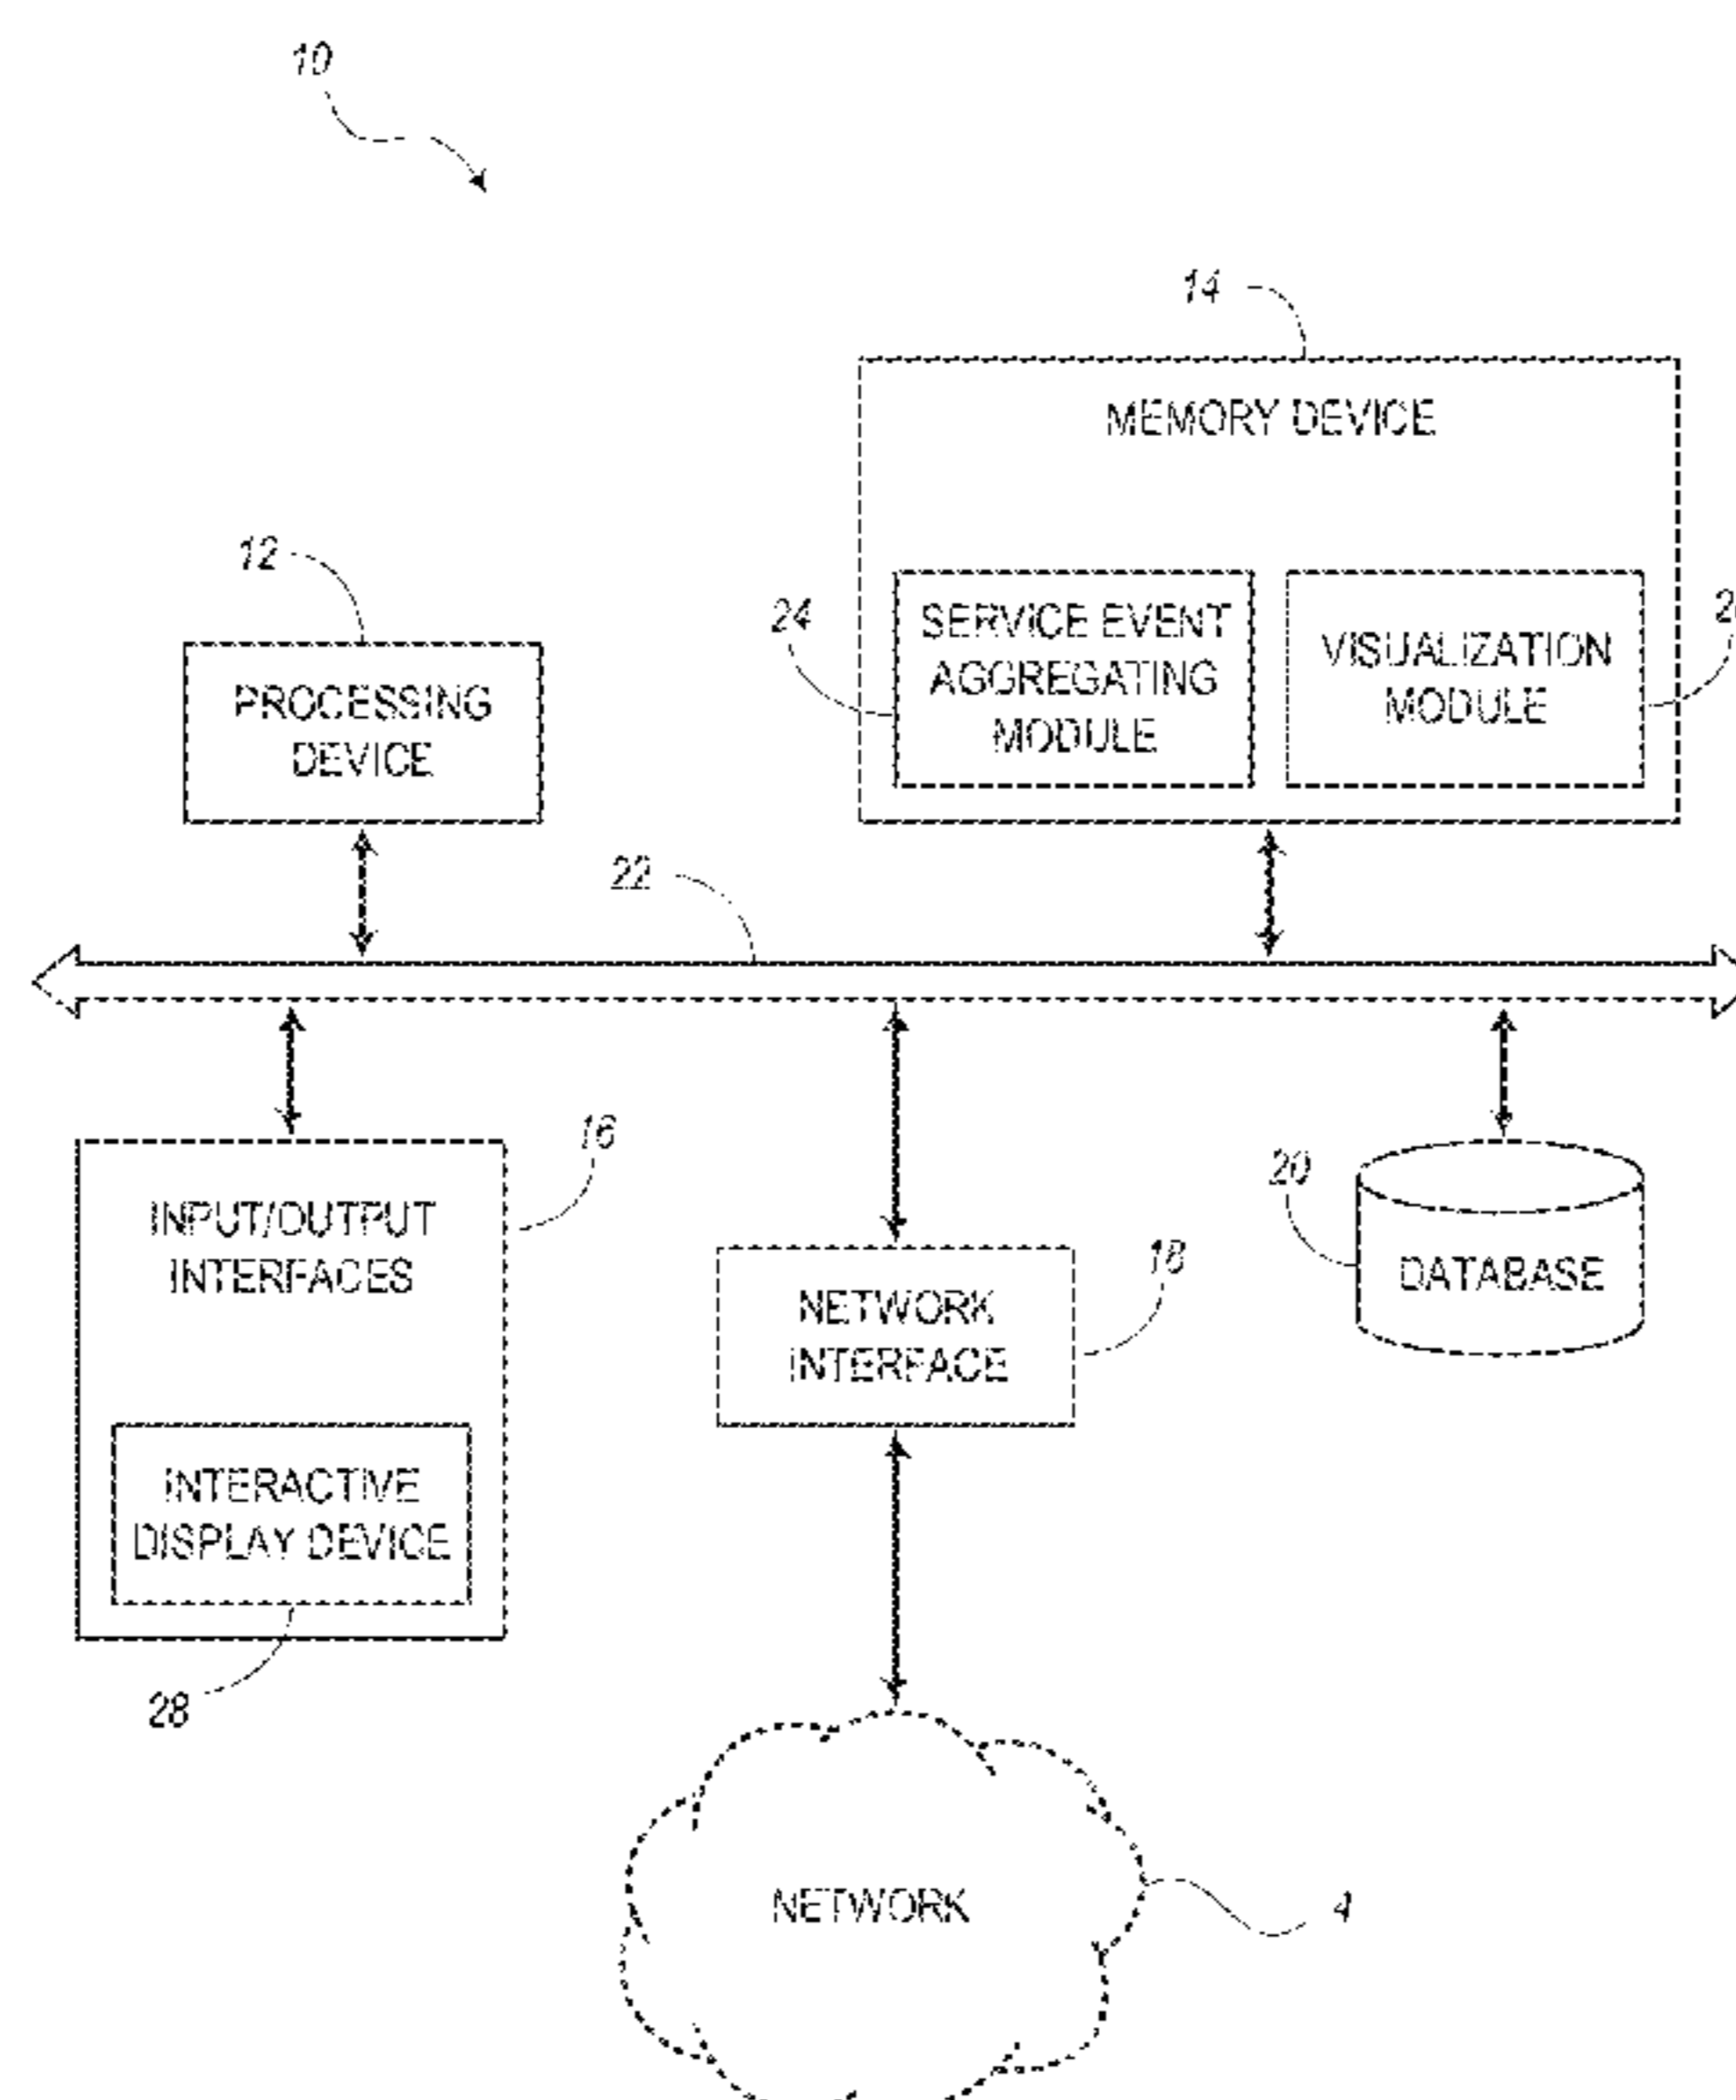 10
14
MEMORY DEVICE
12
24
SERVICE EVENT
AGGREGATING
MODULE
VISUALIZATION
MODULE
PROCESSING
DEVICE
22
16
INPUT/OUTPUT
INTERFACES
20
DATABASE
18
NETWORK
INTERFACE
INTERACTIVE
DISPLAY DEVICE
28
NETWORK
4